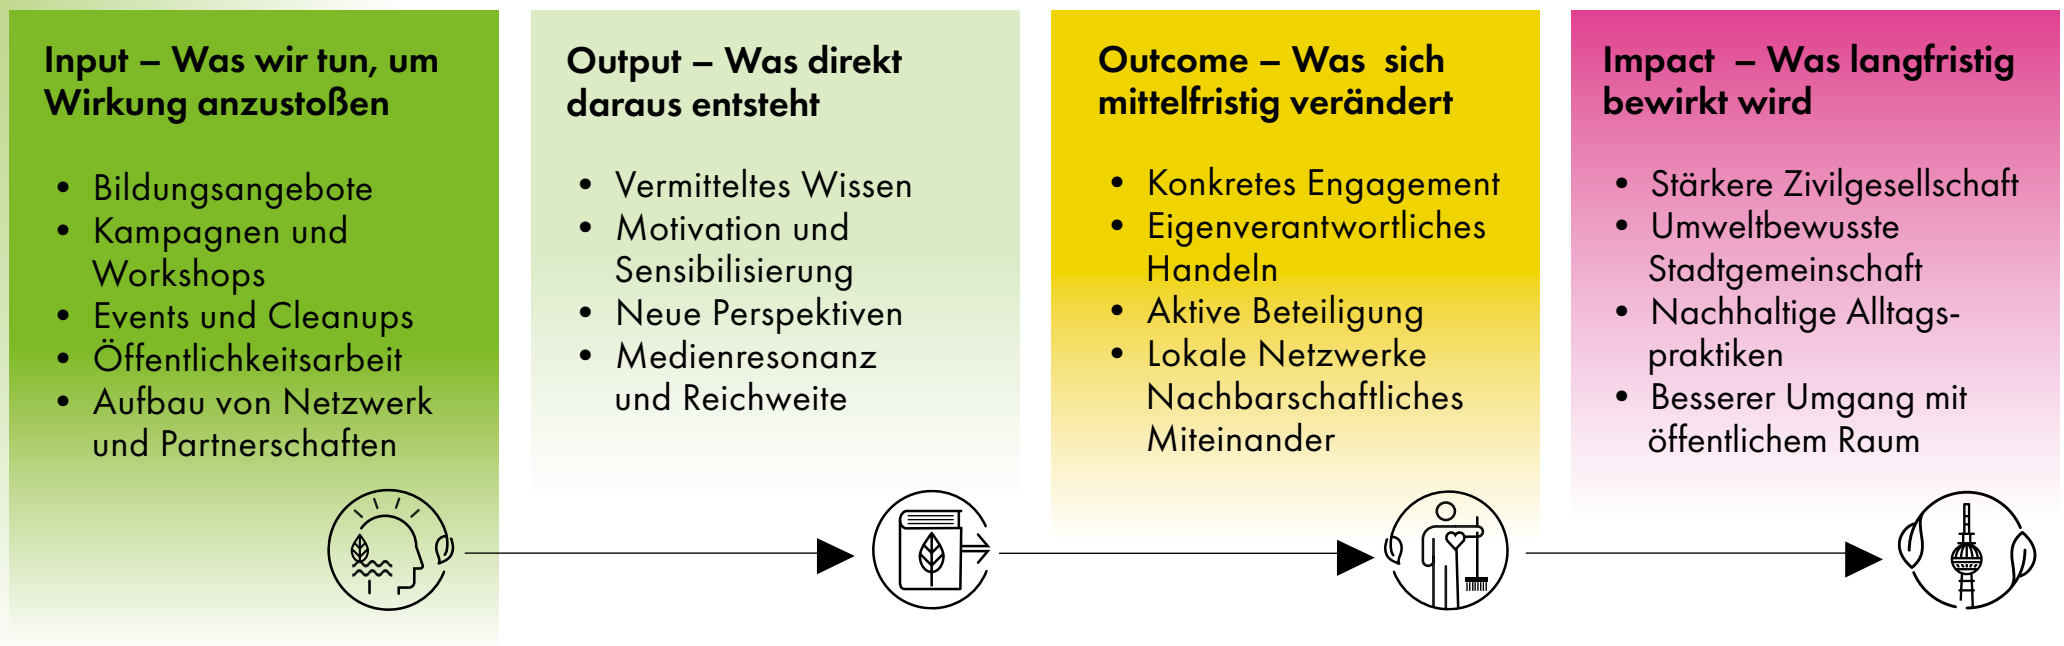 Input – Was wir tun, um
Wirkung anzustoßen
• Bildungsangebote
• Kampagnen und
Workshops
• Events und Cleanups
• Öffentlichkeitsarbeit
• Aufbau von Netzwerk
und Partnerschaften
Output – Was direkt
daraus entsteht
• Vermitteltes Wissen
• Motivation und
Sensibilisierung
• Neue Perspektiven
• Medienresonanz
und Reichweite
Outcome – Was sich
mittelfristig verändert
• Konkretes Engagement
• Eigenverantwortliches
Handeln
• Aktive Beteiligung
• Lokale Netzwerke
Nachbarschaftliches
Miteinander
Impact – Was langfristig
bewirkt wird
• Stärkere Zivilgesellschaft
• Umweltbewusste
Stadtgemeinschaft
• Nachhaltige Alltags-
praktiken
• Besserer Umgang mit
öffentlichem Raum